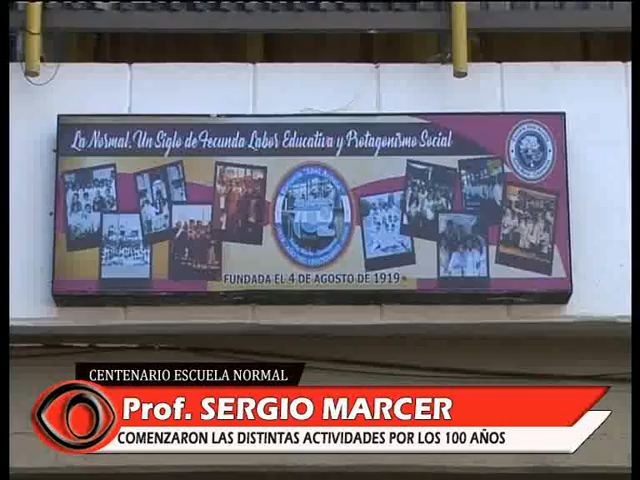 La Normal, Un Siglo de Fecunda Labor Educativa y Protagonismo Social
FUNDADA EL 4 DE AGOSTO DE 1919
CENTENARIO ESCUELA NORMAL
Prof. SERGIO MARCER
COMENZARON LAS DISTINTAS ACTIVIDADES POR LOS 100 AÑOS